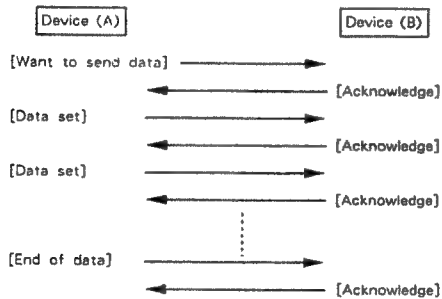 Device (A)
Device (B)
[Want to send data]
[Acknowledge]
[Data set]
[Acknowledge]
[Data set]
[Acknowledge]
[End of data]
[Acknowledge]